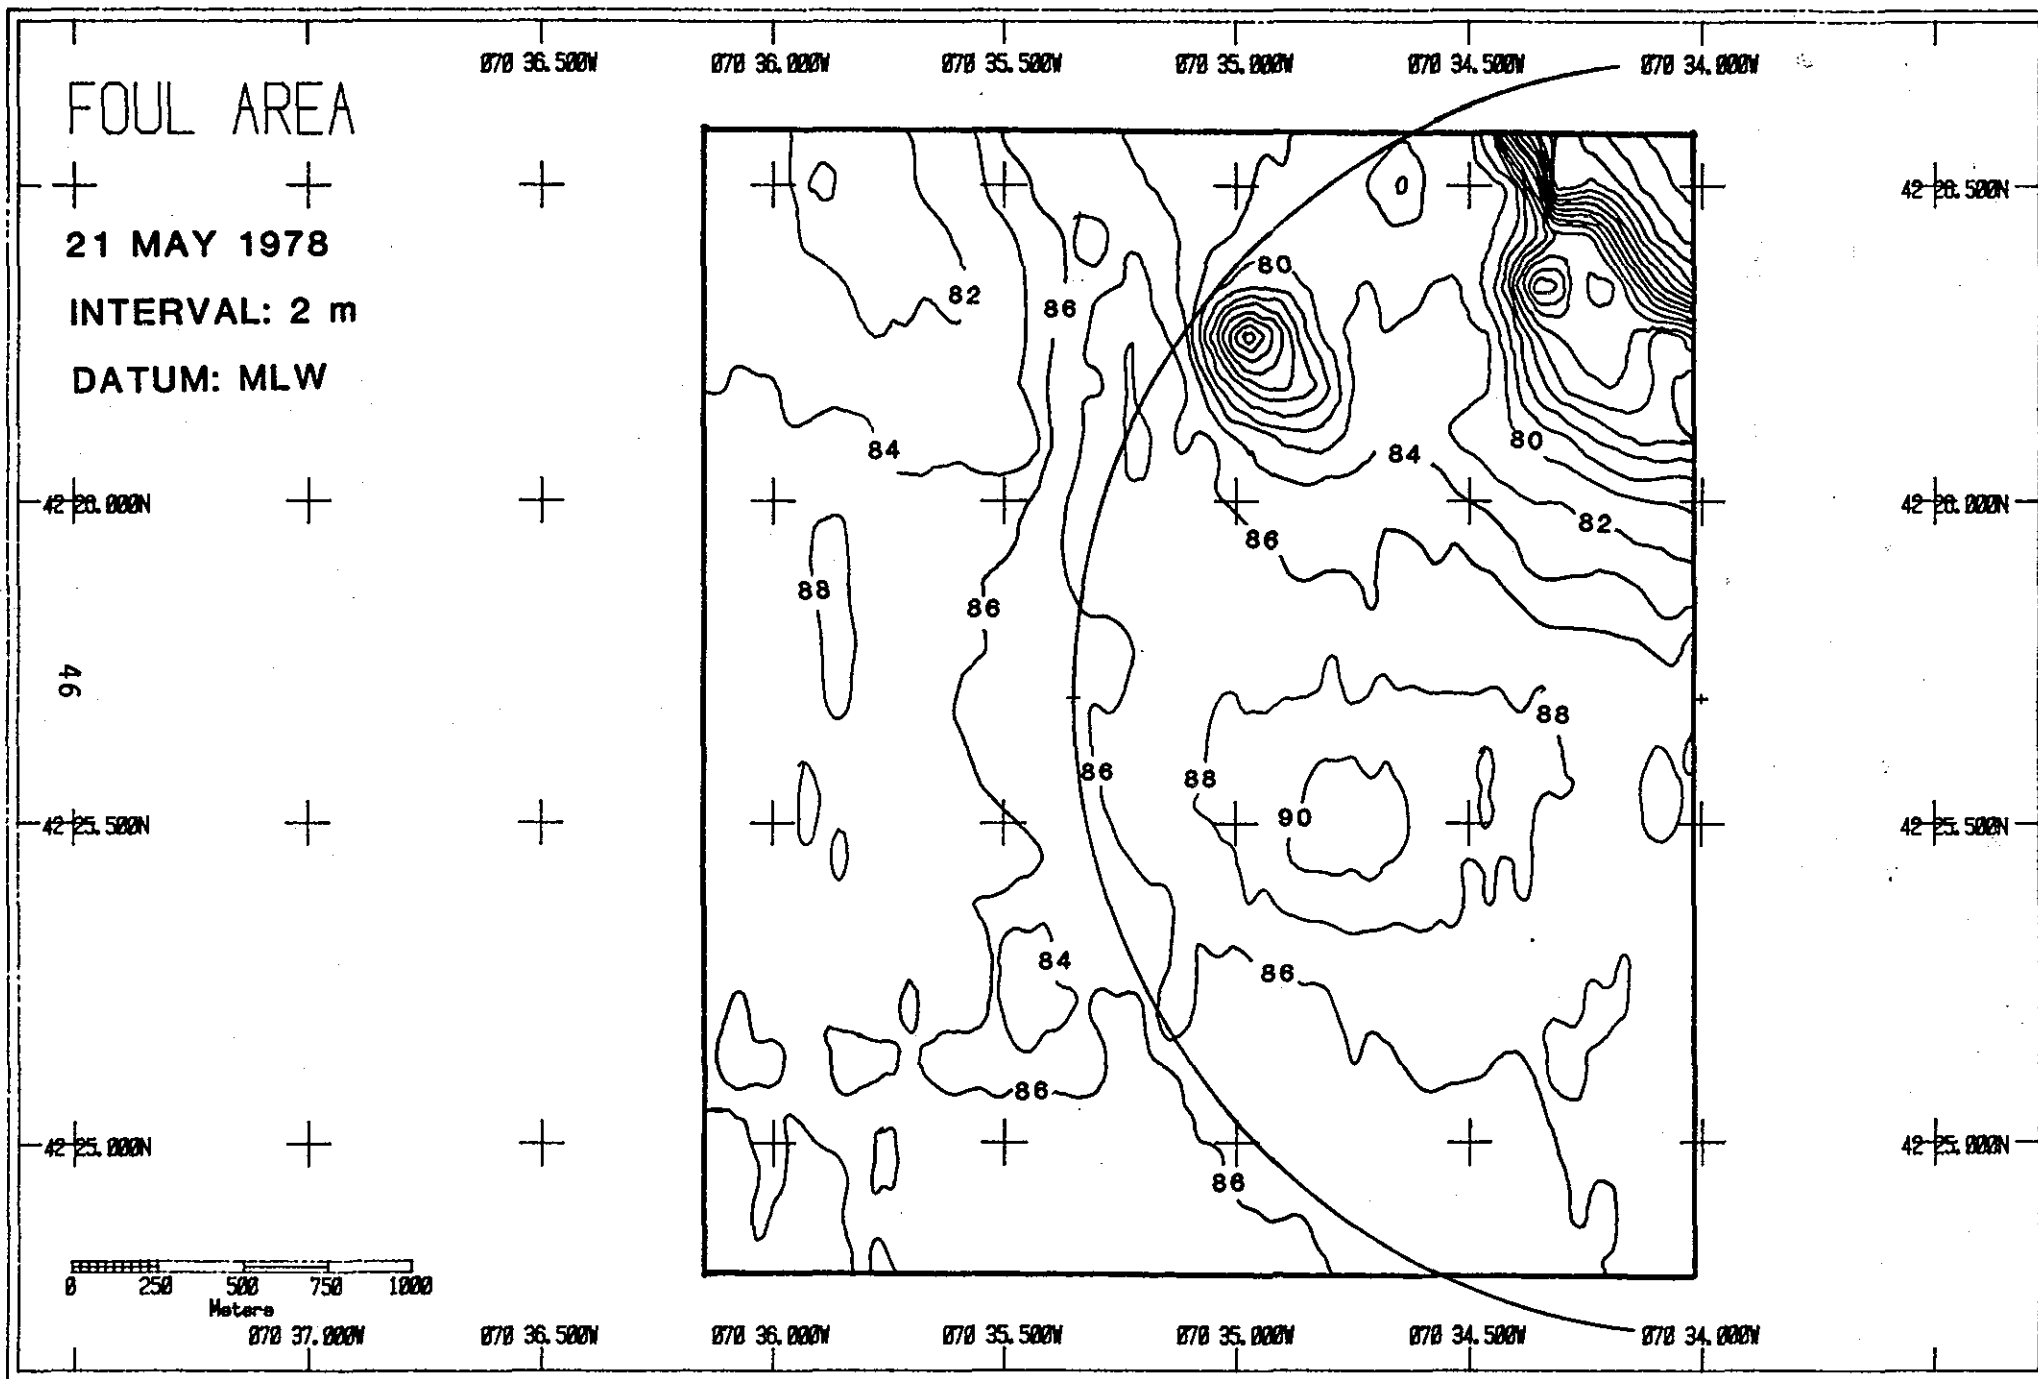 070 36.500W 070 36.000W 070 35.500W 070 35.000W 070 34.500W 070 34.000W
FOUL AREA
42 26.500N
21 MAY 1978
INTERVAL: 2 m
DATUM: MLW
80
82
86
84
84
80
42 26.000N 42 26.000N
82
86
88
86
46
88
86
88
90
42 25.500N 42 25.500N
84
86
86
42 25.000N 42 25.000N
86
0 250 500 750 1000
Meters
070 37.000W 070 36.500W 070 36.000W 070 35.500W 070 35.000W 070 34.500W 070 34.000W